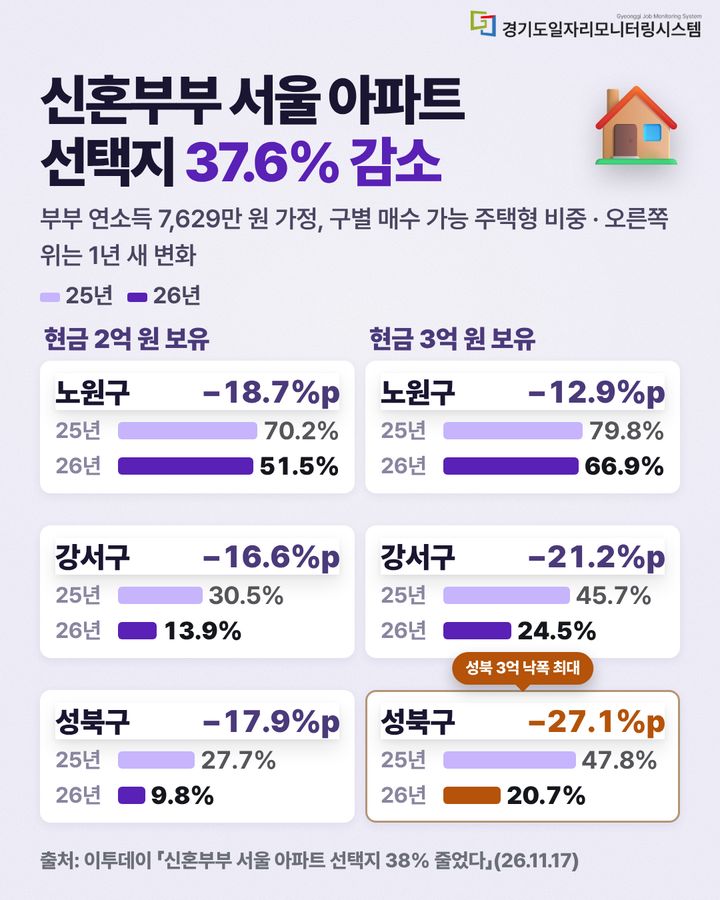 Gyeonggi Job Monitoring System
경기도일자리모니터링시스템
신혼부부 서울 아파트
선택지 37.6% 감소
부부 연소득 7,629만 원 가정, 구별 매수 가능 주택형 비중 · 오른쪽
위는 1년 새 변화
25년 26년
현금 2억 원 보유
노원구 −18.7%p
25년 70.2%
26년 51.5%
강서구 −16.6%p
25년 30.5%
26년 13.9%
성북구 −17.9%p
25년 27.7%
26년 9.8%
현금 3억 원 보유
노원구 −12.9%p
25년 79.8%
26년 66.9%
강서구 −21.2%p
25년 45.7%
26년 24.5%
성북 3억 낙폭 최대
성북구 −27.1%p
25년 47.8%
26년 20.7%
출처: 이투데이 「신혼부부 서울 아파트 선택지 38% 줄었다」(26.11.17)